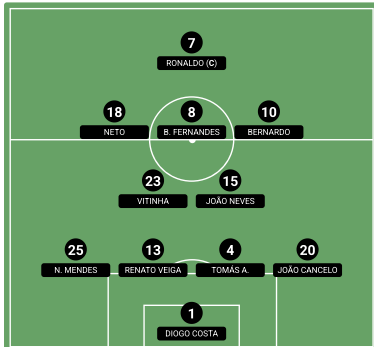 7
RONALDO (C)
18 8 10
NETO B. FERNANDES BERNARDO
23 15
VITINHA JOÃO NEVES
25 13 4 20
N. MENDES RENATO VEIGA TOMÁS A. JOÃO CANCELO
1
DIOGO COSTA